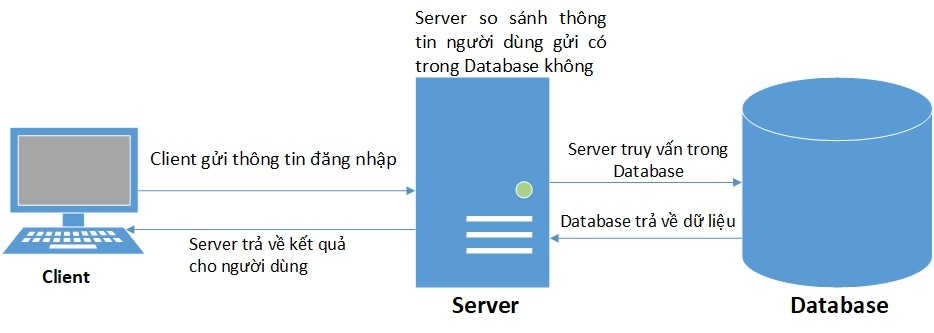 Server so sánh thông
tin người dùng gửi có
trong Database không
Client gửi thông tin đăng nhập
Server truy vấn trong
Database
Database trả về dữ liệu
Server trả về kết quả
cho người dùng
Client
Server
Database